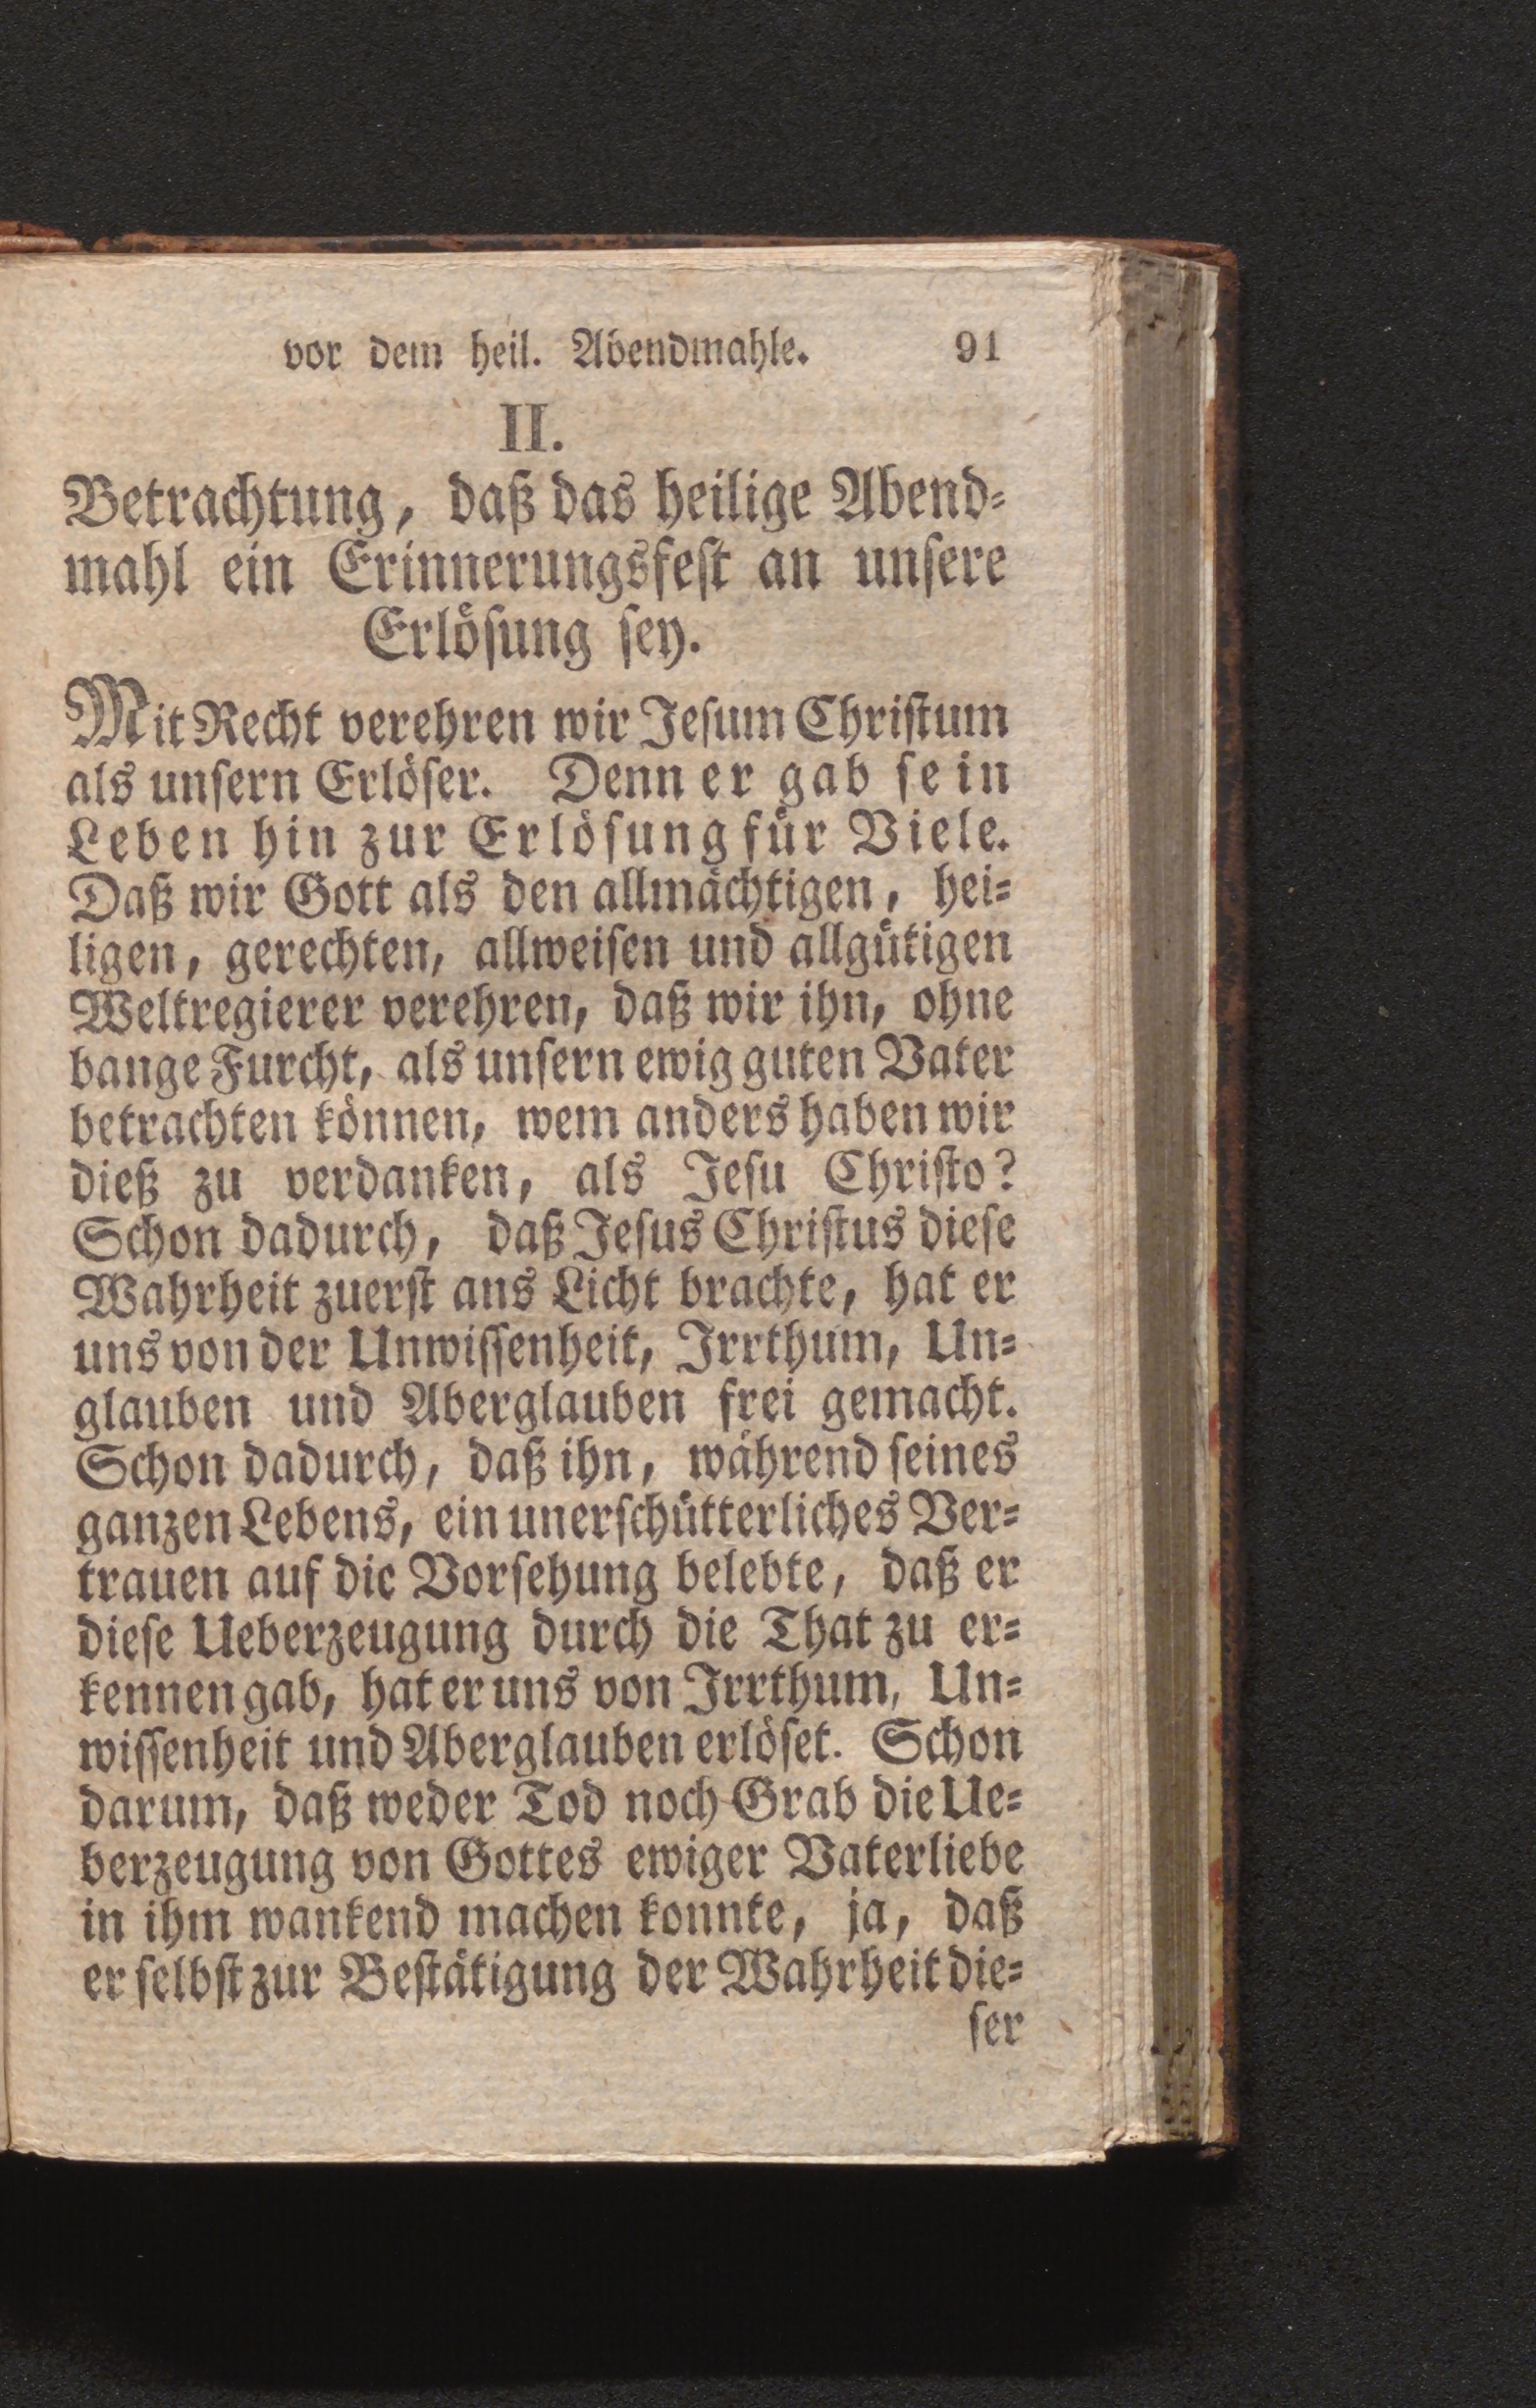 vor dem heil. Abendmahle. 91
II.
Betrachtung, daß das heilige Abend-
mahl ein Erinnerungsfest an unsere
Erlösung sey.
Mit Recht verehren wir Jesum Christum
als unsern Erlöser. Denn er gab sein
Leben hin zur Erlösung für Viele.
Daß wir Gott als den allmächtigen, hei-
ligen, gerechten, allweisen und allgütigen
Weltregierer verehren, daß wir ihn, ohne
bange Furcht, als unsern ewig guten Vater
betrachten können, wem anders haben wir
dieß zu verdanken, als Jesu Christo?
Schon dadurch, daß Jesus Christus diese
Wahrheit zuerst ans Licht brachte, hat er
uns von der Unwissenheit, Irrthum, Un-
glauben und Aberglauben frei gemacht.
Schon dadurch, daß ihn, während seines
ganzen Lebens, ein unerschütterliches Ver-
trauen auf die Vorsehung belebte, daß er
diese Ueberzeugung durch die That zu er-
kennen gab, hat er uns von Irrthum, Un-
wissenheit und Aberglauben erlöset. Schon
darum, daß weder Tod noch Grab die Ue-
berzeugung von Gottes ewiger Vaterliebe
in ihm wankend machen konnte, ja, daß
er selbst zur Bestätigung der Wahrheit die-
ser